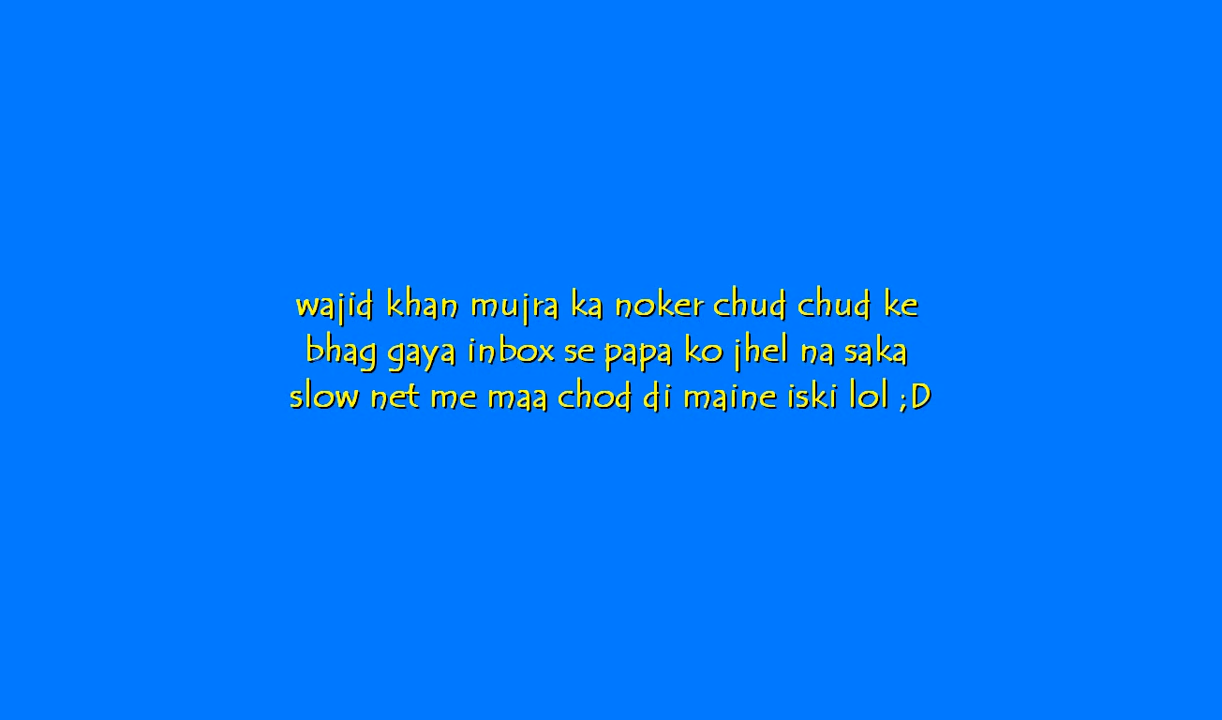 wajid khan mujra ka noker chud chud ke
bhag gaya inbox se papa ko jhel na saka
slow net me maa chod di maine iski lol ;D